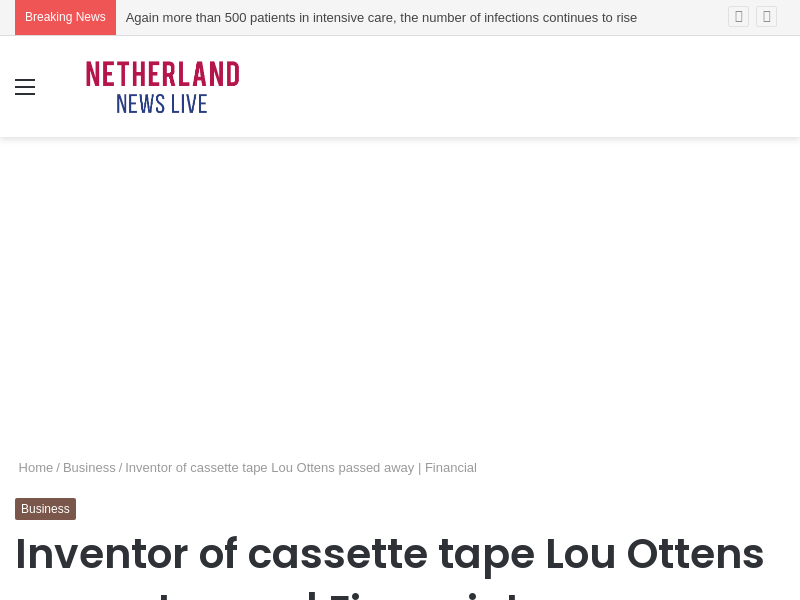 Breaking News
Again more than 500 patients in intensive care, the number of infections continues to rise
NETHERLAND
NEWS LIVE
Home / Business / Inventor of cassette tape Lou Ottens passed away | Financial
Business
Inventor of cassette tape Lou Ottens